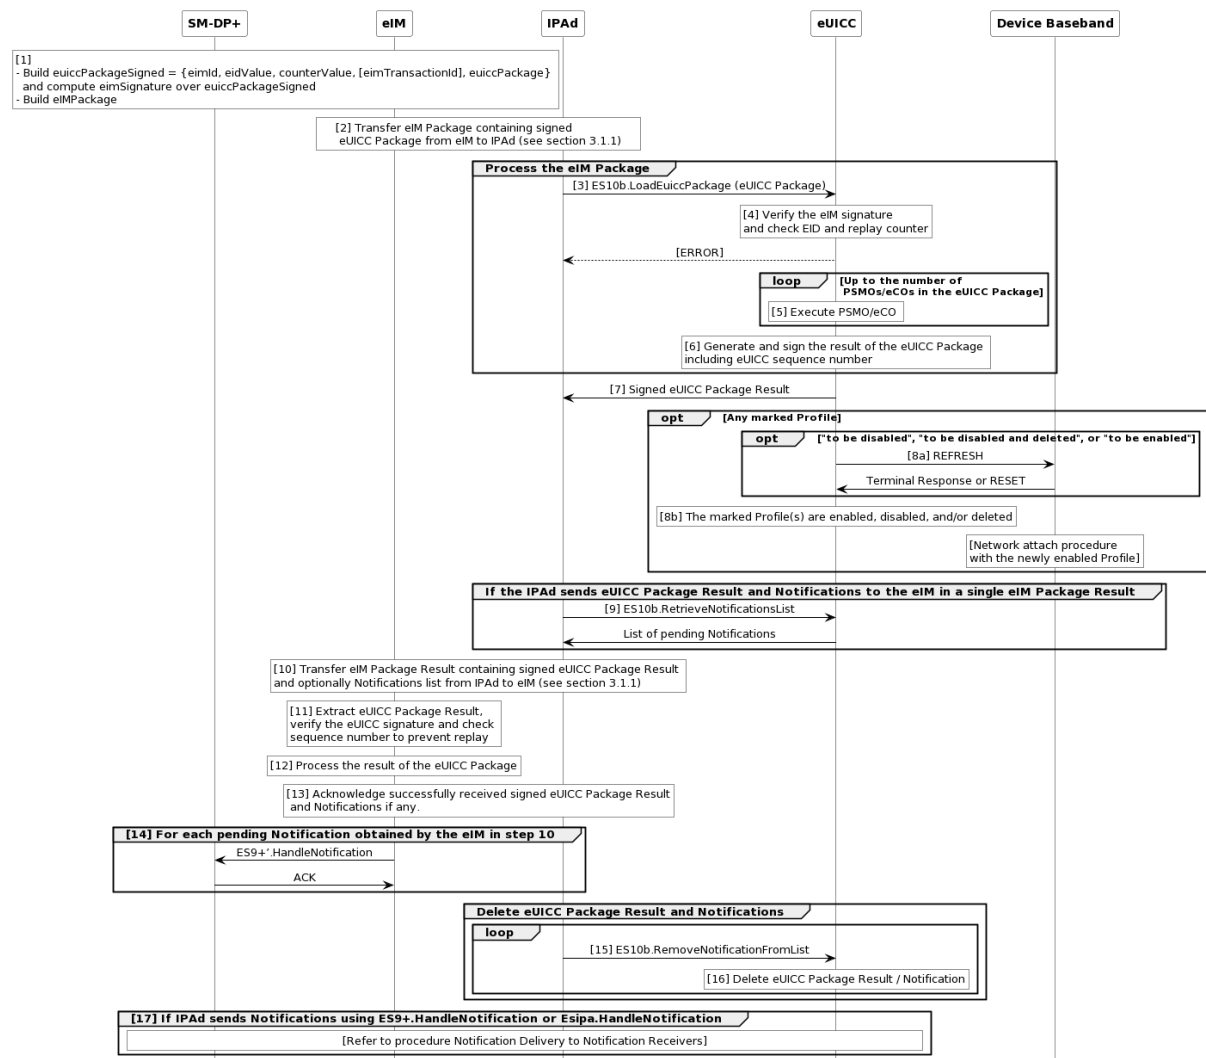 SM-DP+
eIM
IPAd
eUICC
Device Baseband
[1]
- Build euiccPackageSigned = {eimId, eidValue, counterValue, [eimTransactionId], euiccPackage}
and compute eimSignature over euiccPackageSigned
- Build eIMPackage
[2] Transfer eIM Package containing signed
eUICC Package from eIM to IPAd (see section 3.1.1)
Process the eIM Package
[3] ES10b.LoadEuiccPackage (eUICC Package)
[4] Verify the eIM signature
and check EID and replay counter
[ERROR]
loop
[Up to the number of
PSMOs/eCOs in the eUICC Package]
[5] Execute PSMO/eCO
[6] Generate and sign the result of the eUICC Package
including eUICC sequence number
[7] Signed eUICC Package Result
opt
[Any marked Profile]
opt
["to be disabled", "to be disabled and deleted", or "to be enabled"]
[8a] REFRESH
Terminal Response or RESET
[8b] The marked Profile(s) are enabled, disabled, and/or deleted
[Network attach procedure
with the newly enabled Profile]
If the IPAd sends eUICC Package Result and Notifications to the eIM in a single eIM Package Result
[9] ES10b.RetrieveNotificationsList
List of pending Notifications
[10] Transfer eIM Package Result containing signed eUICC Package Result
and optionally Notifications list from IPAd to eIM (see section 3.1.1)
[11] Extract eUICC Package Result,
verify the eUICC signature and check
sequence number to prevent replay
[12] Process the result of the eUICC Package
[13] Acknowledge successfully received signed eUICC Package Result
and Notifications if any.
[14] For each pending Notification obtained by the eIM in step 10
ES9+'.HandleNotification
ACK
Delete eUICC Package Result and Notifications
loop
[15] ES10b.RemoveNotificationFromList
[16] Delete eUICC Package Result / Notification
[17] If IPAd sends Notifications using ES9+.HandleNotification or Esipa.HandleNotification
[Refer to procedure Notification Delivery to Notification Receivers]